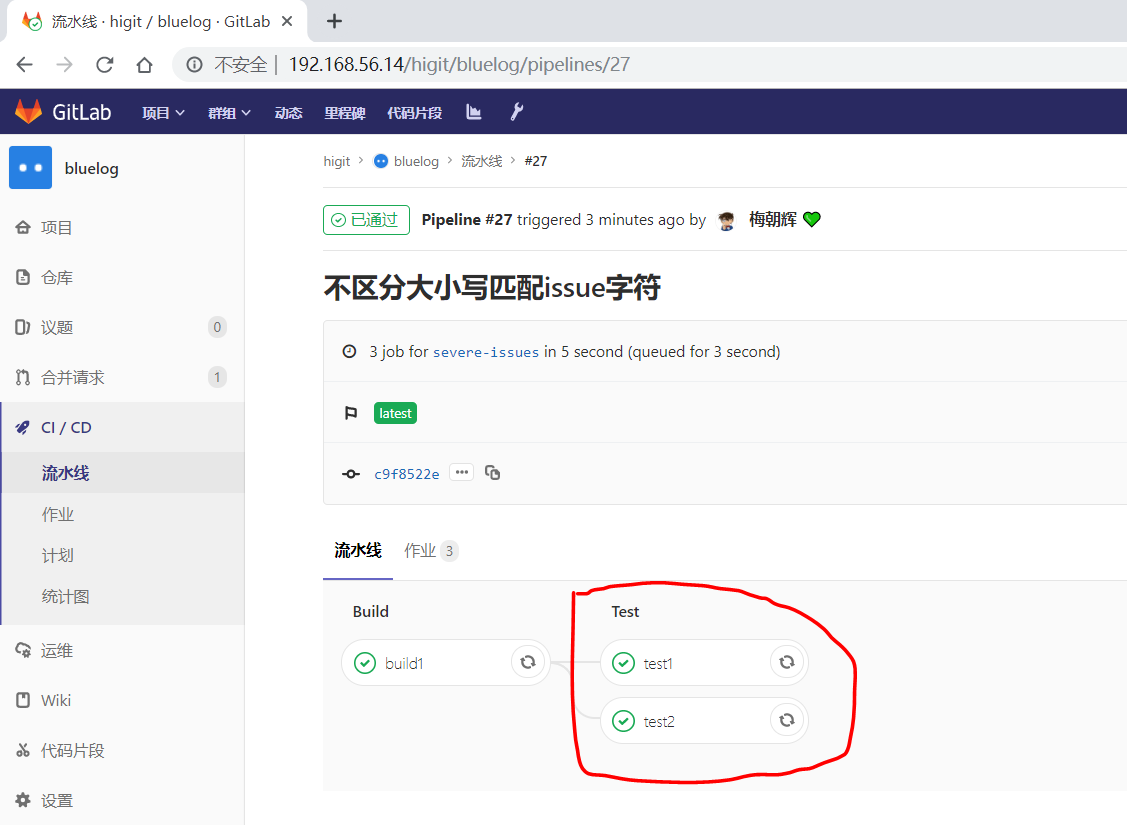 流水线 · higit / bluelog · GitLab
不安全 192.168.56.14/higit/bluelog/pipelines/27
GitLab 项目 群组 动态 里程碑 代码片段
bluelog
项目
仓库
议题 0
合并请求 1
CI / CD
流水线
作业
计划
统计图
运维
Wiki
代码片段
设置
higit > bluelog > 流水线 > #27
已通过 Pipeline #27 triggered 3 minutes ago by 梅朝辉
不区分大小写匹配issue字符
3 job for severe-issues in 5 second (queued for 3 second)
latest
c9f8522e
流水线 作业 3
Build Test
build1 test1
test2